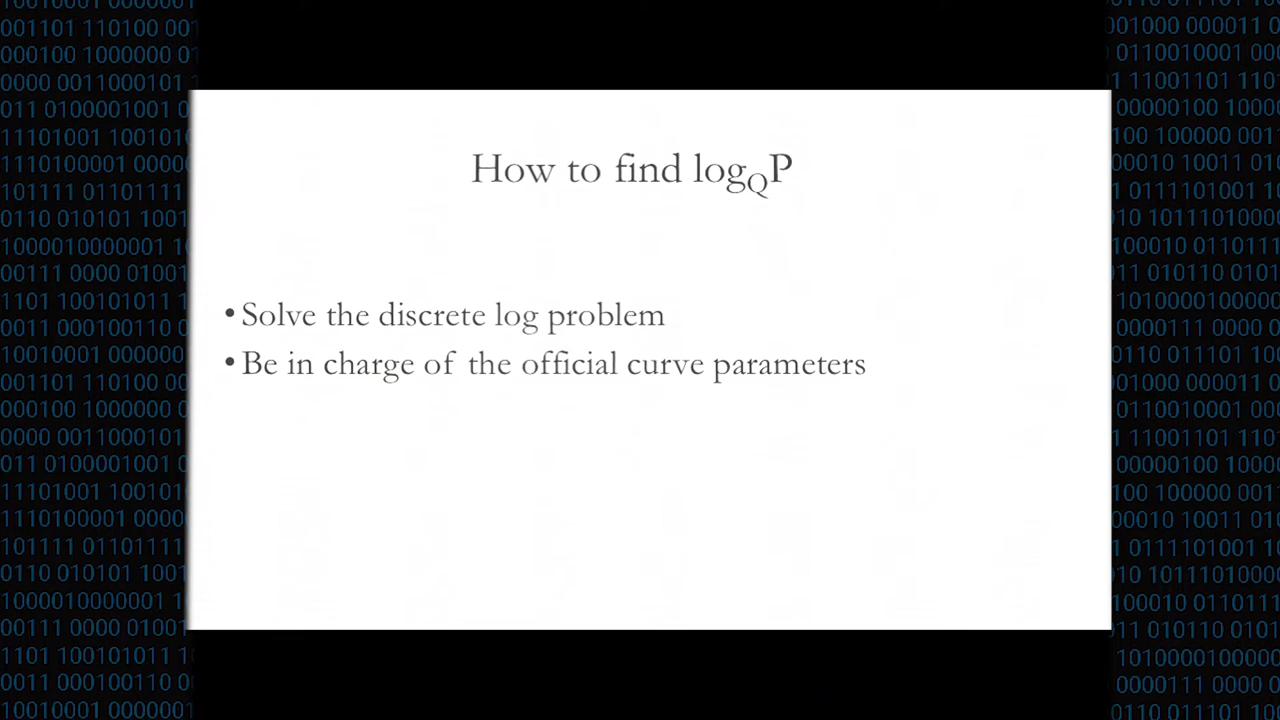 How to find log_QP
• Solve the discrete log problem
• Be in charge of the official curve parameters